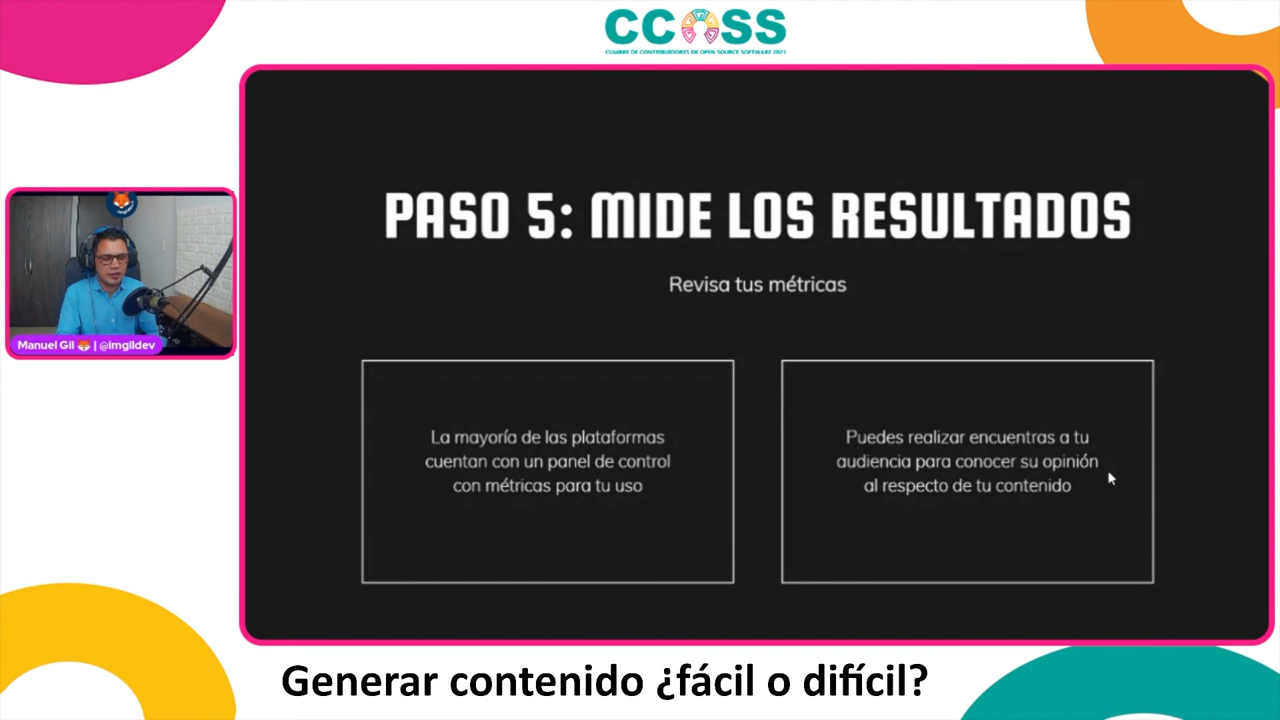 CCOSS
CUMBRE DE CONTRIBUIDORES DE OPEN SOURCE SOFTWARE 2021
PASO 5: MIDE LOS RESULTADOS
Revisa tus métricas
La mayoría de las plataformas
cuentan con un panel de control
con métricas para tu uso
Puedes realizar encuentras a tu
audiencia para conocer su opinión
al respecto de tu contenido
imgildev
Manuel Gil 🦊 | @imgildev
Generar contenido ¿fácil o difícil?